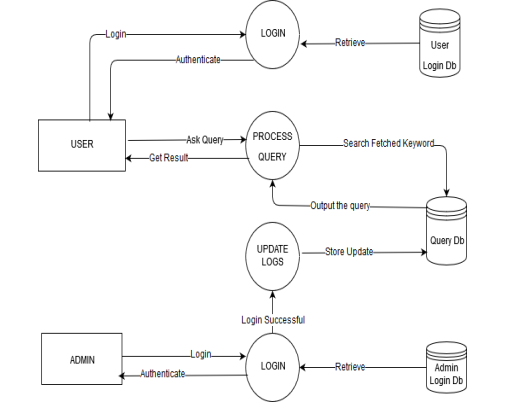 Login
LOGIN
Retrieve
User
Login Db
Authenticate
USER
Ask Query
Get Result
PROCESS
QUERY
Search Fetched Keyword
Output the query
Query Db
UPDATE
LOGS
Store Update
Login Successful
ADMIN
Login
Authenticate
LOGIN
Retrieve
Admin
Login Db